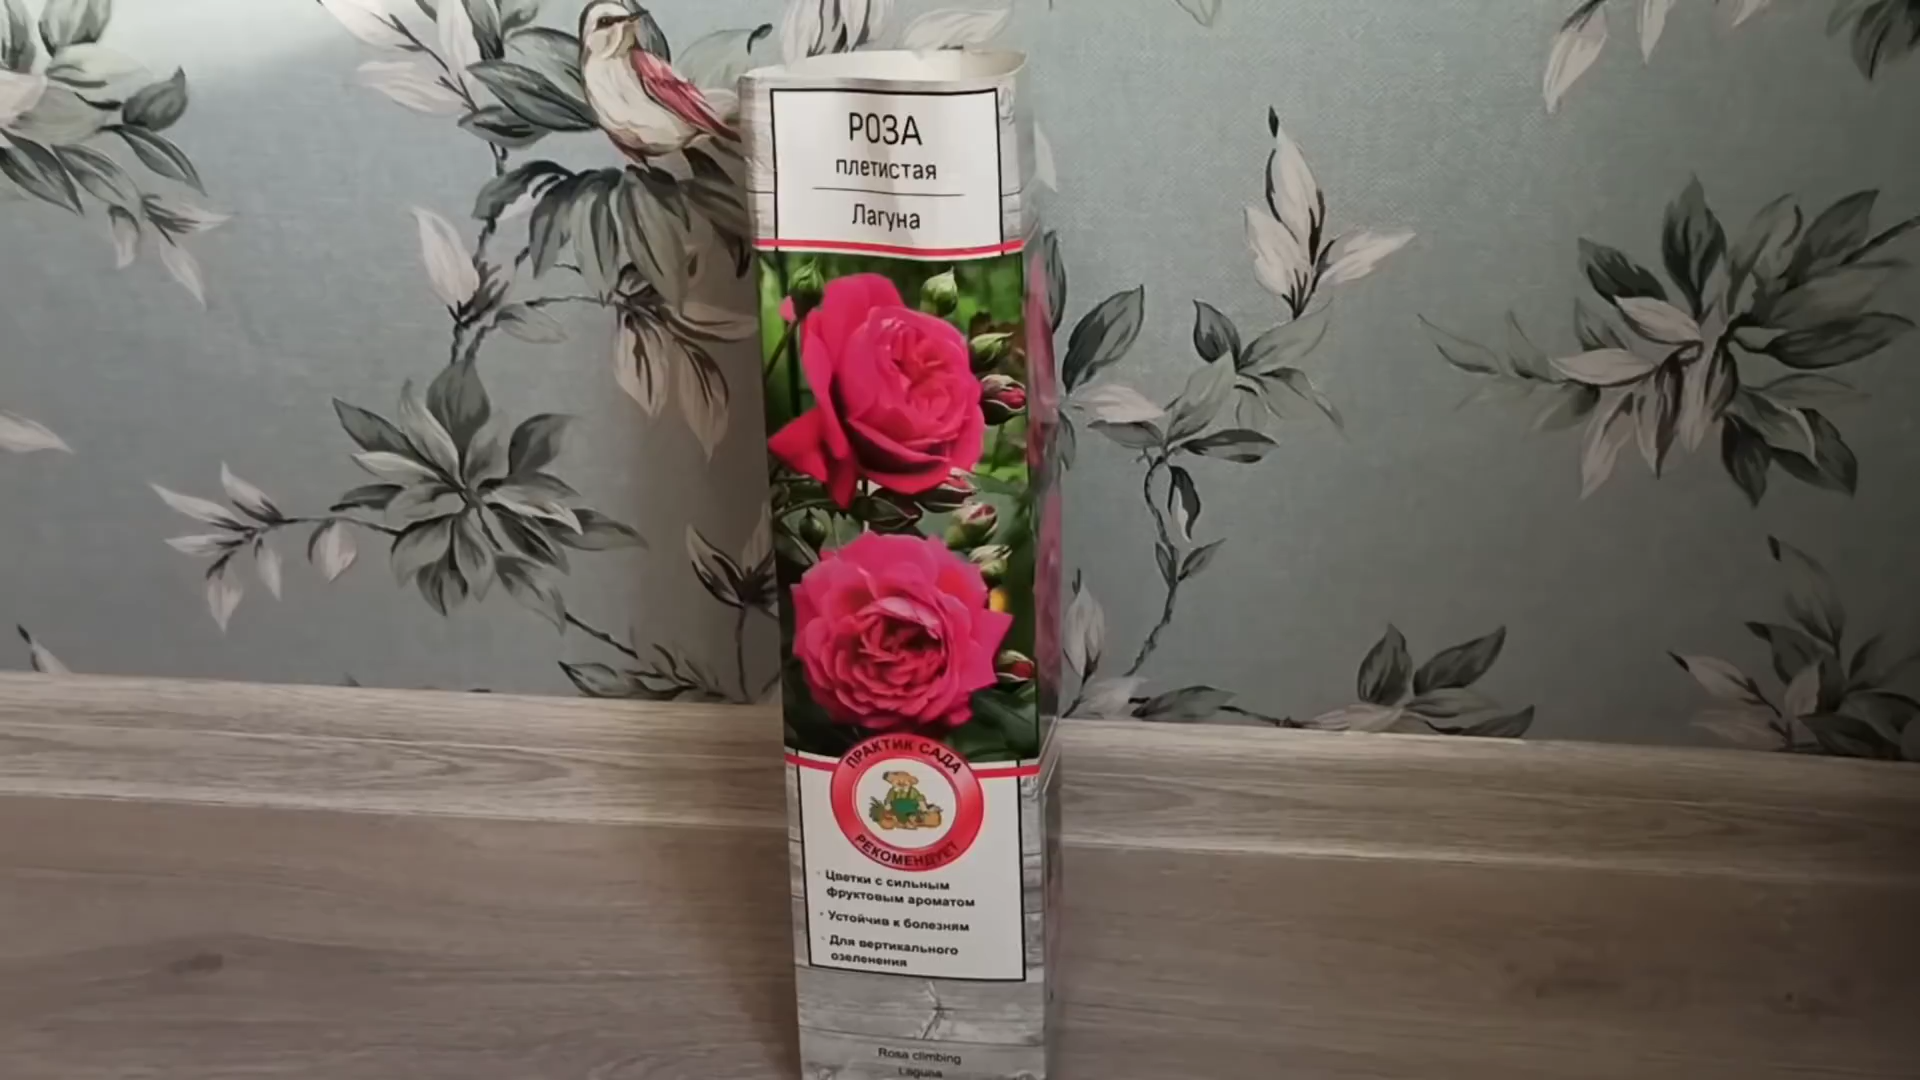 РОЗА
плетистая
Лагуна
ПРАКТИК САДА
РЕКОМЕНДУЕТ
Цветки с сильным
фруктовым ароматом
Устойчив к болезням
Для вертикального
озеленения
Rosa climbing
Laguna